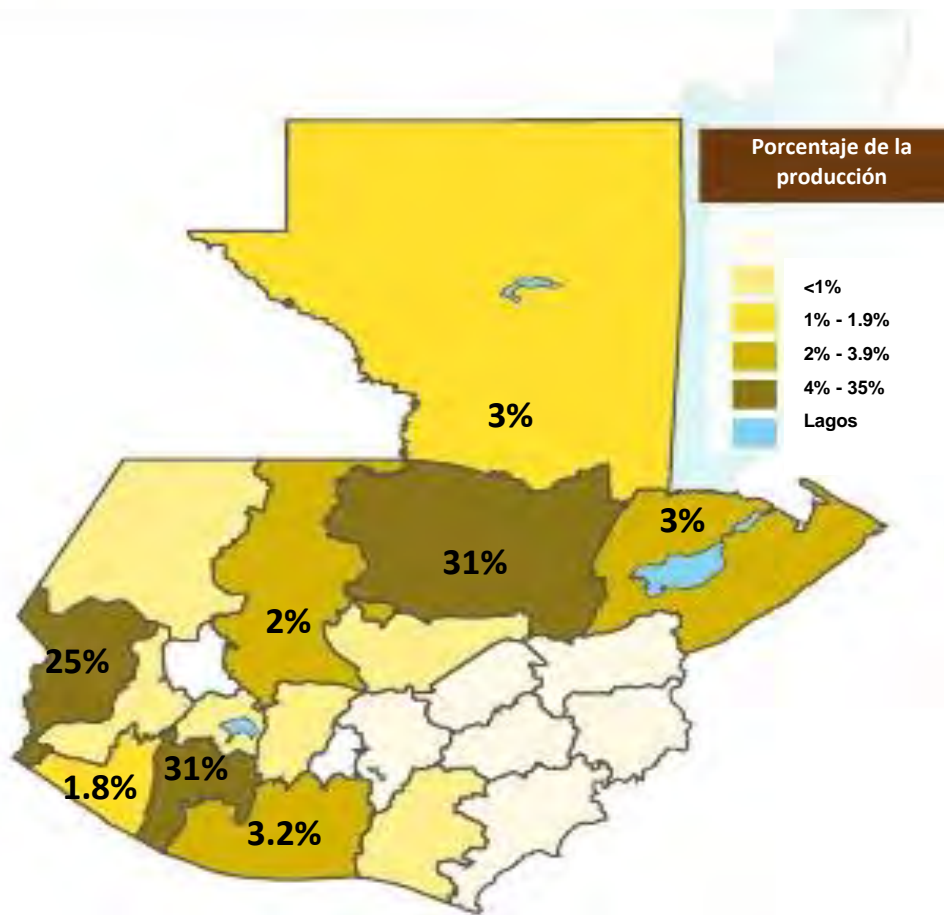 Porcentaje de la
producción
<1%
1% - 1.9%
2% - 3.9%
4% - 35%
Lagos
3%
3%
31%
2%
25%
31%
1.8%
3.2%